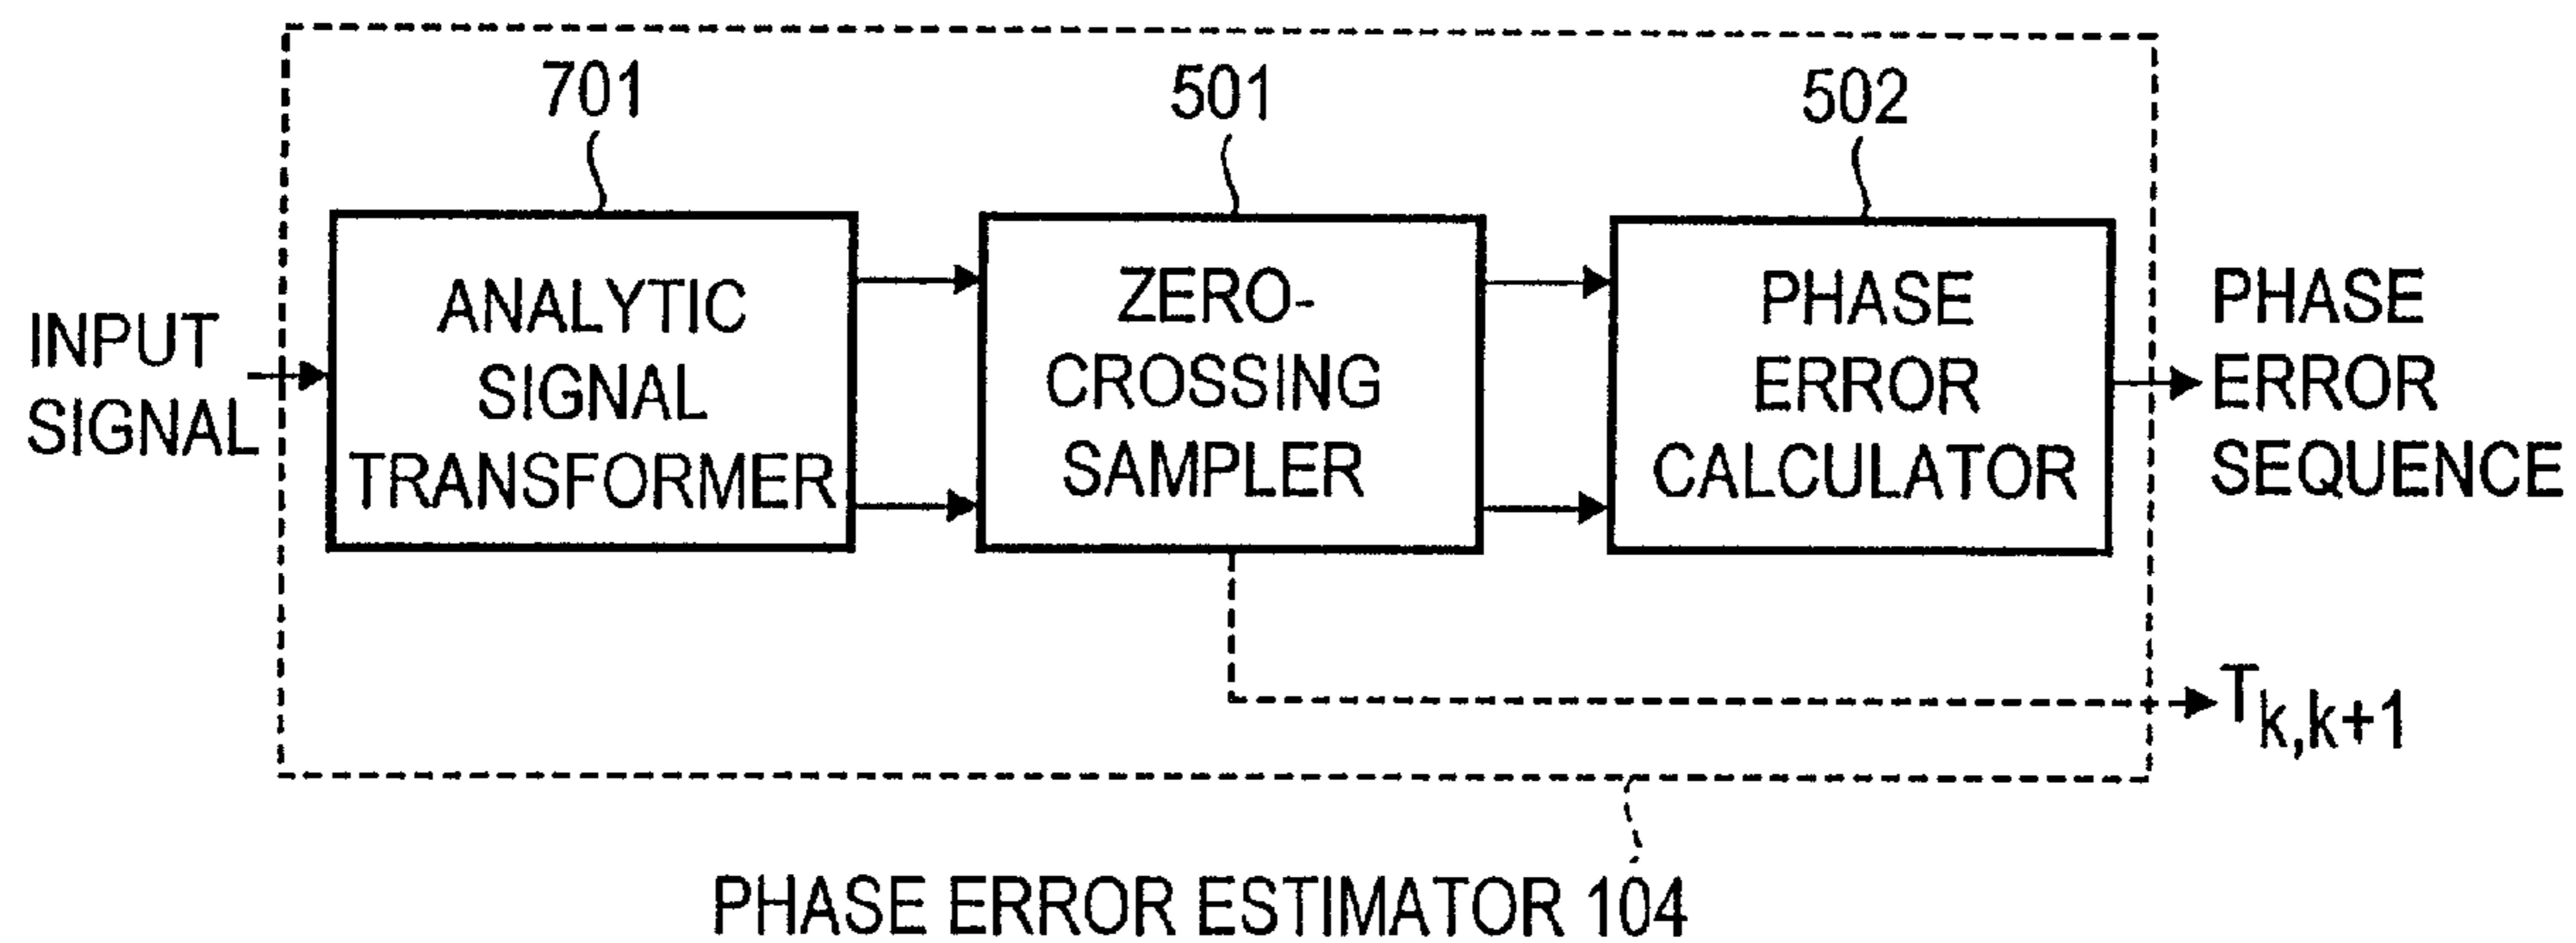 701
501
502
INPUT
SIGNAL
ANALYTIC
SIGNAL
TRANSFORMER
ZERO-
CROSSING
SAMPLER
PHASE
ERROR
CALCULATOR
PHASE
ERROR
SEQUENCE
T_{k,k+1}
PHASE ERROR ESTIMATOR 104